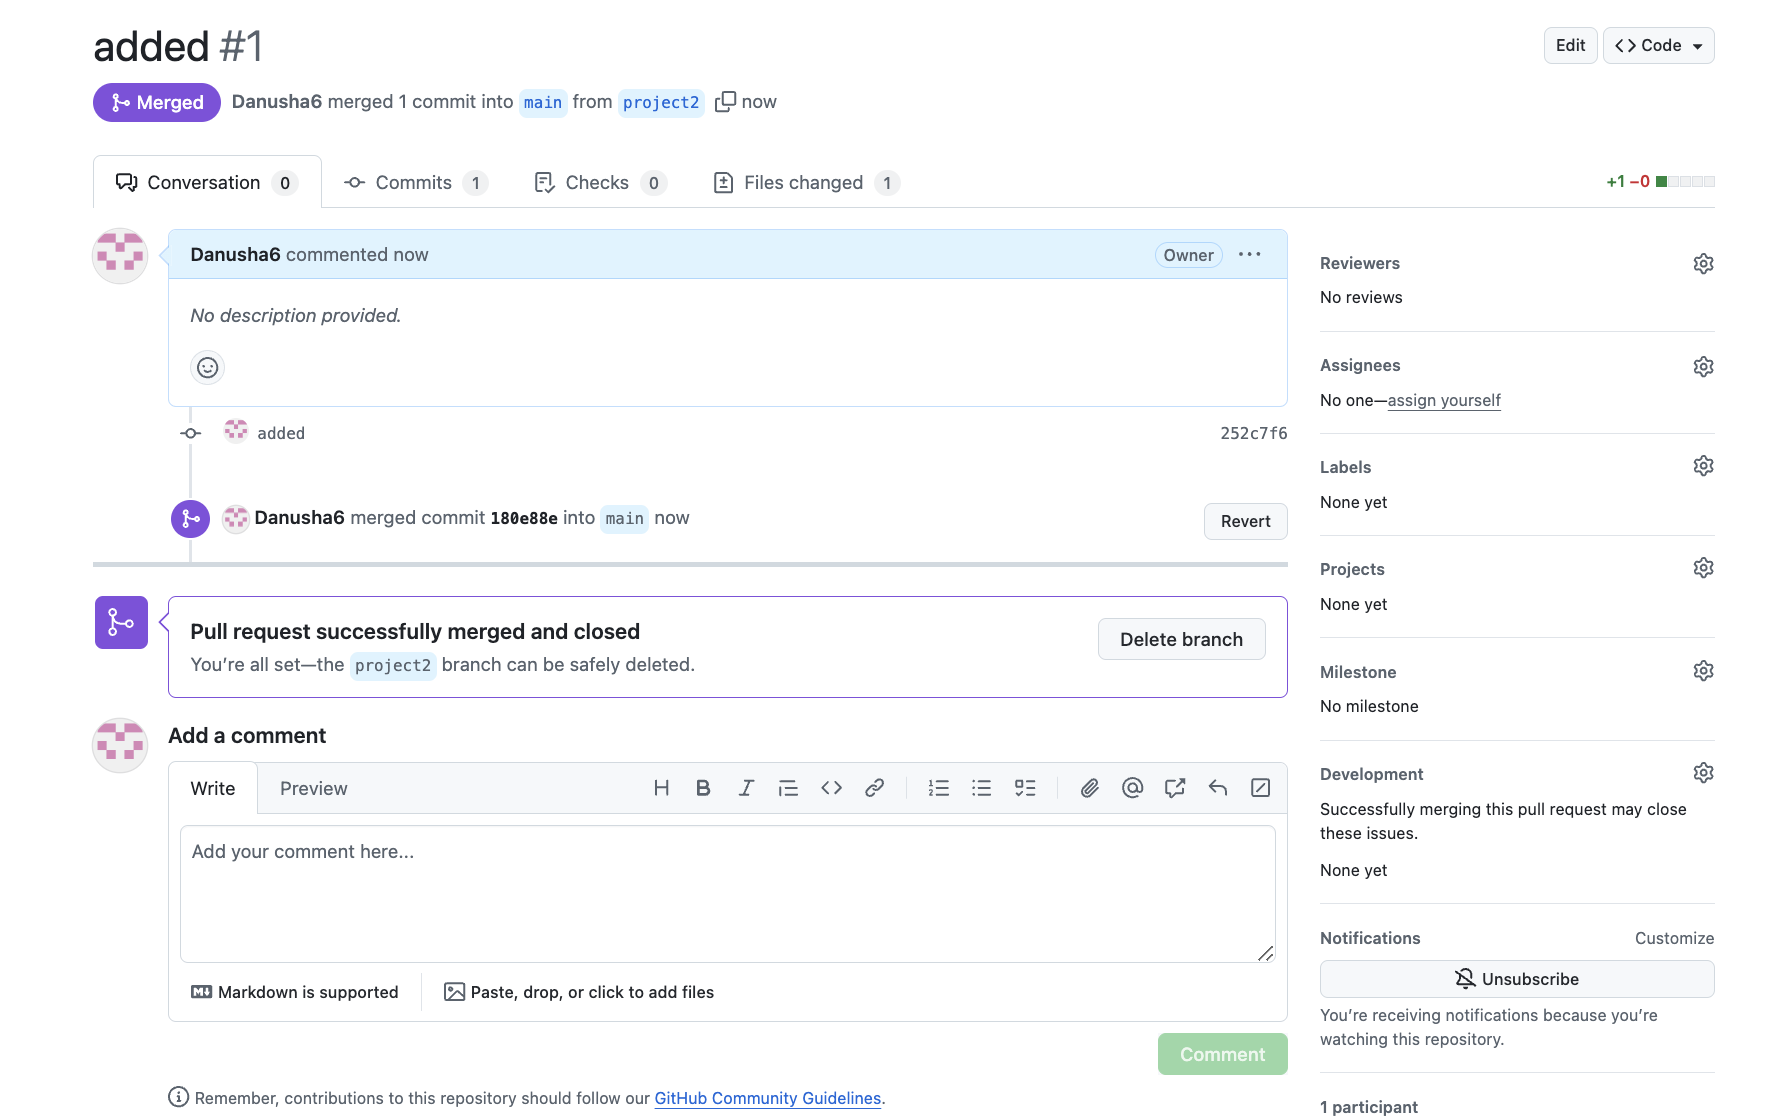 added #1
Edit
Code
Merged
Danusha6 merged 1 commit into main from project2 now
Conversation 0
Commits 1
Checks 0
Files changed 1
+1 −0
Danusha6 commented now
Owner
No description provided.
added
252c7f6
Danusha6 merged commit 180e88e into main now
Revert
Pull request successfully merged and closed
You’re all set—the project2 branch can be safely deleted.
Delete branch
Add a comment
Write
Preview
Add your comment here...
Markdown is supported
Paste, drop, or click to add files
Comment
Remember, contributions to this repository should follow our GitHub Community Guidelines.
Reviewers
No reviews
Assignees
No one—assign yourself
Labels
None yet
Projects
None yet
Milestone
No milestone
Development
Successfully merging this pull request may close
these issues.
None yet
Notifications
Customize
Unsubscribe
You’re receiving notifications because you’re
watching this repository.
1 participant